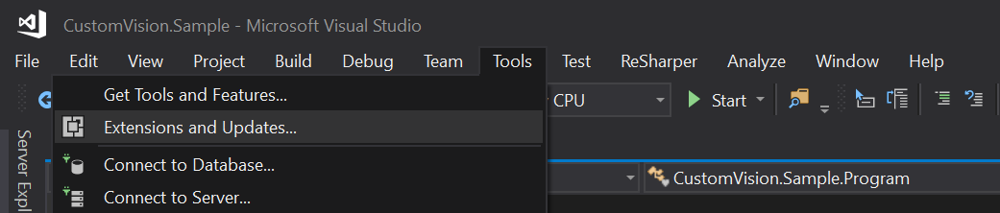 CustomVision.Sample - Microsoft Visual Studio
File Edit View Project Build Debug Team Tools Test ReSharper Analyze Window Help
Get Tools and Features...
CPU
Start
Extensions and Updates...
Server Expl
Connect to Database...
CustomVision.Sample.Program
Connect to Server...